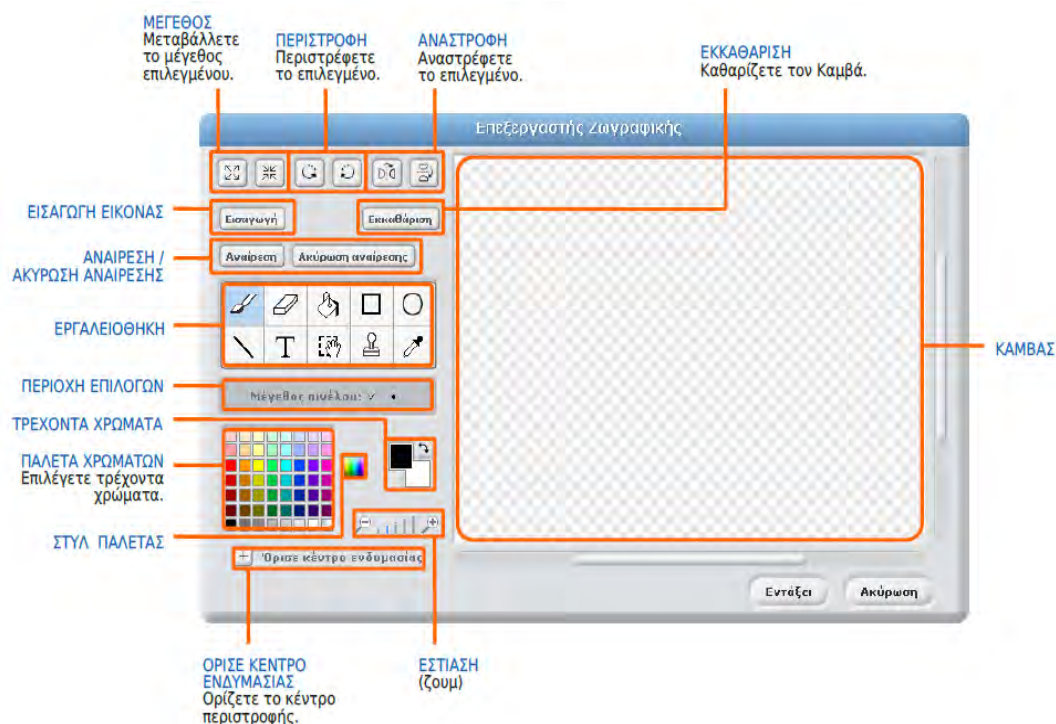 ΜΕΓΕΘΟΣ
Μεταβάλλετε
το μέγεθος
επιλεγμένου.
ΠΕΡΙΣΤΡΟΦΗ
Περιστρέφετε
το επιλεγμένο.
ΑΝΑΣΤΡΟΦΗ
Αναστρέφετε
το επιλεγμένο.
ΕΚΚΑΘΑΡΙΣΗ
Καθαρίζετε τον Καμβά.
Επεξεργαστής Ζωγραφικής
ΕΙΣΑΓΩΓΗ ΕΙΚΟΝΑΣ
Εισαγωγή
Εκκαθάριση
ΑΝΑΙΡΕΣΗ /
ΑΚΥΡΩΣΗ ΑΝΑΙΡΕΣΗΣ
Αναίρεση
Ακύρωση αναίρεσης
ΕΡΓΑΛΕΙΟΘΗΚΗ
T
ΚΑΜΒΑΣ
ΠΕΡΙΟΧΗ ΕΠΙΛΟΓΩΝ
Μέγεθος πινέλου:
ΤΡΕΧΟΝΤΑ ΧΡΩΜΑΤΑ
ΠΑΛΕΤΑ ΧΡΩΜΑΤΩΝ
Επιλέγετε τρέχοντα
χρώματα.
ΣΤΥΛ ΠΑΛΕΤΑΣ
Όρισε κέντρο ενδυμασίας
Εντάξει
Ακύρωση
ΟΡΙΣΕ ΚΕΝΤΡΟ
ΕΝΔΥΜΑΣΙΑΣ
Ορίζετε το κέντρο
περιστροφής.
ΕΣΤΙΑΣΗ
(ζουμ)